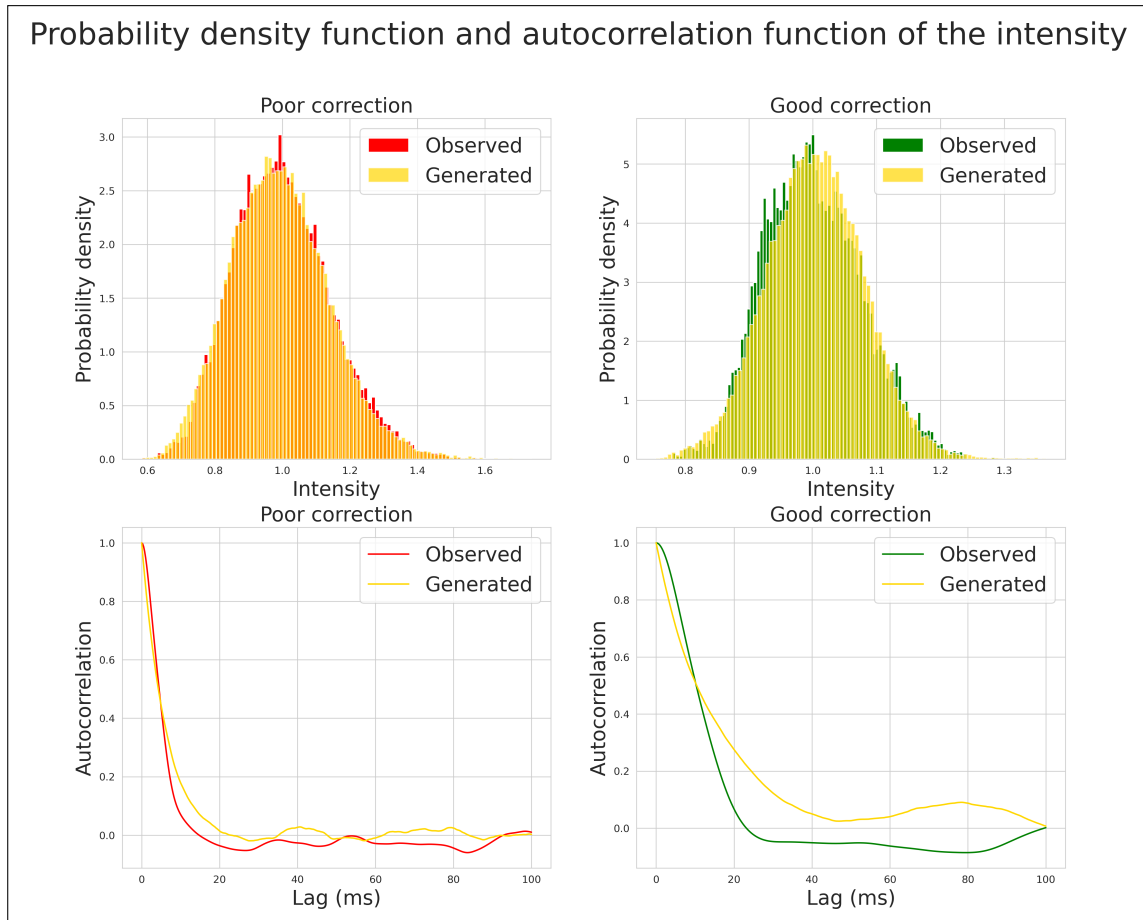 Probability density function and autocorrelation function of the intensity
Poor correction
3.0
2.5
2.0
1.5
1.0
0.5
0.0
Probability density
Observed
Generated
0.6 0.8 1.0 1.2 1.4 1.6
Intensity
Good correction
5
4
3
2
1
0
Probability density
Observed
Generated
0.8 0.9 1.0 1.1 1.2 1.3
Intensity
Poor correction
1.0
0.8
0.6
0.4
0.2
0.0
Autocorrelation
Observed
Generated
0 20 40 60 80 100
Lag (ms)
Good correction
1.0
0.8
0.6
0.4
0.2
0.0
Autocorrelation
Observed
Generated
0 20 40 60 80 100
Lag (ms)